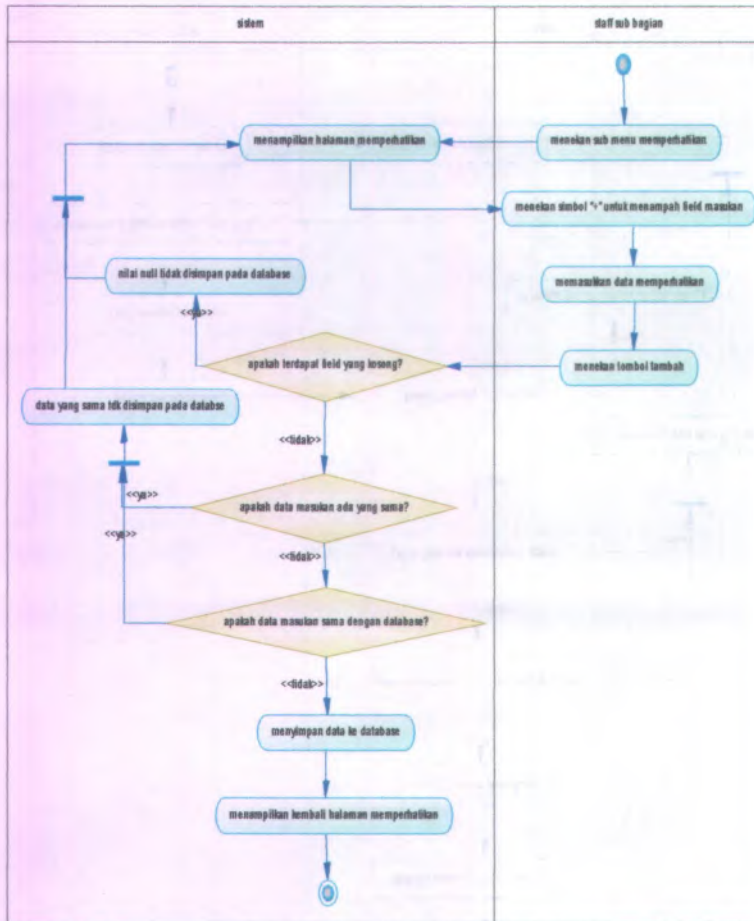 sistem
staff sub bagian
menampilkan halaman memperhatikan
menekan sub menu memperhatikan
menekan simbol "+" untuk menampah field masukan
nilai null tidak disimpan pada database
memasukkan data memperhatikan
<<ya>>
apakah terdapat field yang kosong?
menekan tombol tambah
data yang sama tdk disimpan pada databse
<<tidak>>
<<ya>>
apakah data masukan ada yang sama?
<<ya>>
<<tidak>>
apakah data masukan sama dengan database?
<<tidak>>
menyimpan data ke database
menampilkan kembali halaman memperhatikan